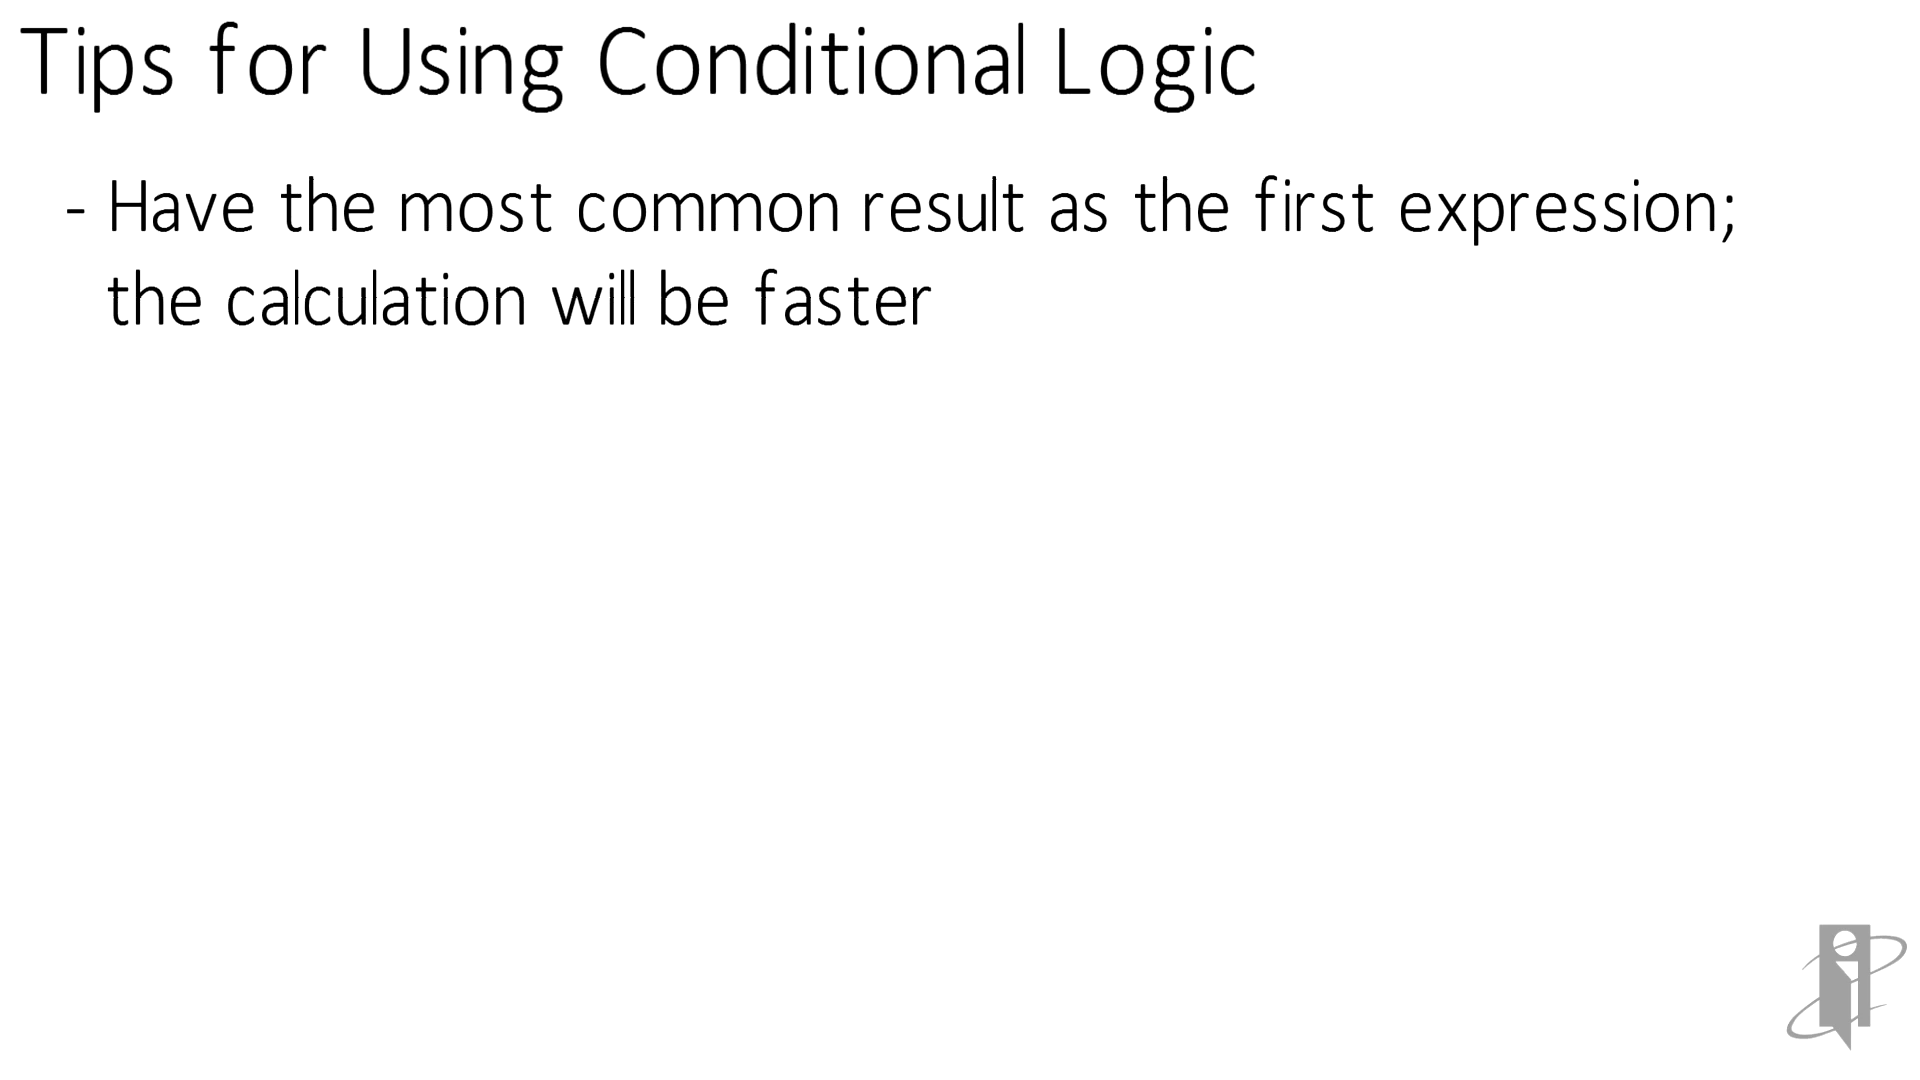 Tips for Using Conditional Logic
- Have the most common result as the first expression;
the calculation will be faster